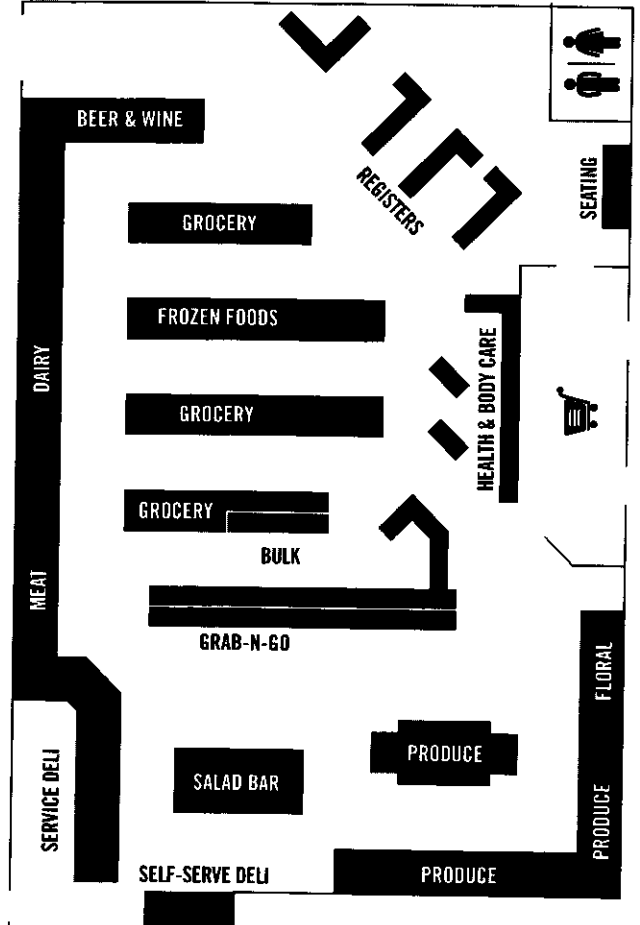 BEER & WINE
REGISTERS
SEATING
GROCERY
FROZEN FOODS
DAIRY
HEALTH & BODY CARE
GROCERY
GROCERY
BULK
MEAT
GRAB-N-GO
FLORAL
PRODUCE
SALAD BAR
SERVICE DELI
PRODUCE
SELF-SERVE DELI
PRODUCE